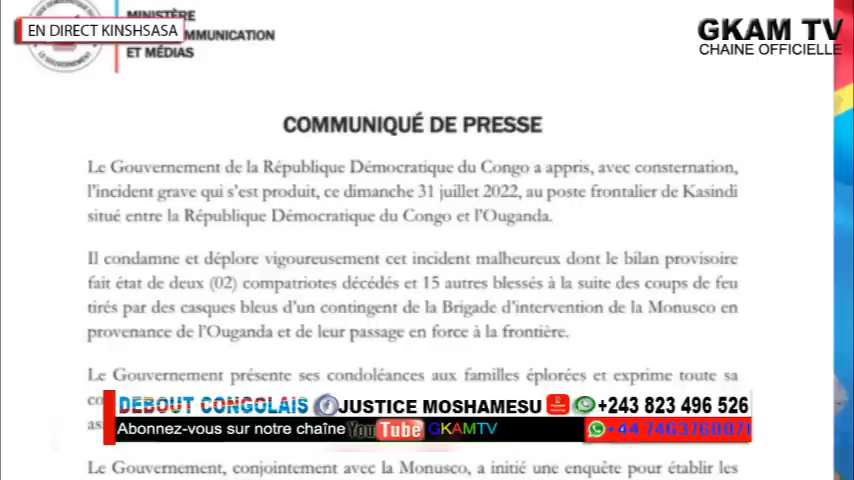 MINISTÈRE
EN DIRECT KINSHSASA
MMUNICATION
ET MÉDIAS
LE GOUVERNEMENT
GKAM TV
CHAINE OFFICIELLE
COMMUNIQUÉ DE PRESSE
Le Gouvernement de la République Démocratique du Congo a appris, avec consternation,
l'incident grave qui s'est produit, ce dimanche 31 juillet 2022, au poste frontalier de Kasindi
situé entre la République Démocratique du Congo et l'Ouganda.
Il condamne et déplore vigoureusement cet incident malheureux dont le bilan provisoire
fait état de deux (02) compatriotes décédés et 15 autres blessés à la suite des coups de feu
tirés par des casques bleus d'un contingent de la Brigade d'intervention de la Monusco en
provenance de l'Ouganda et de leur passage en force à la frontière.
Le Gouvernement présente ses condoléances aux familles éplorées et exprime toute sa
DEBOUT CONGOLAIS JUSTICE MOSHAMESU +243 823 496 526
Abonnez-vous sur notre chaîne YouTube GKAMTV +44 7463760071
Le Gouvernement, conjointement avec la Monusco, a initié une enquête pour établir les